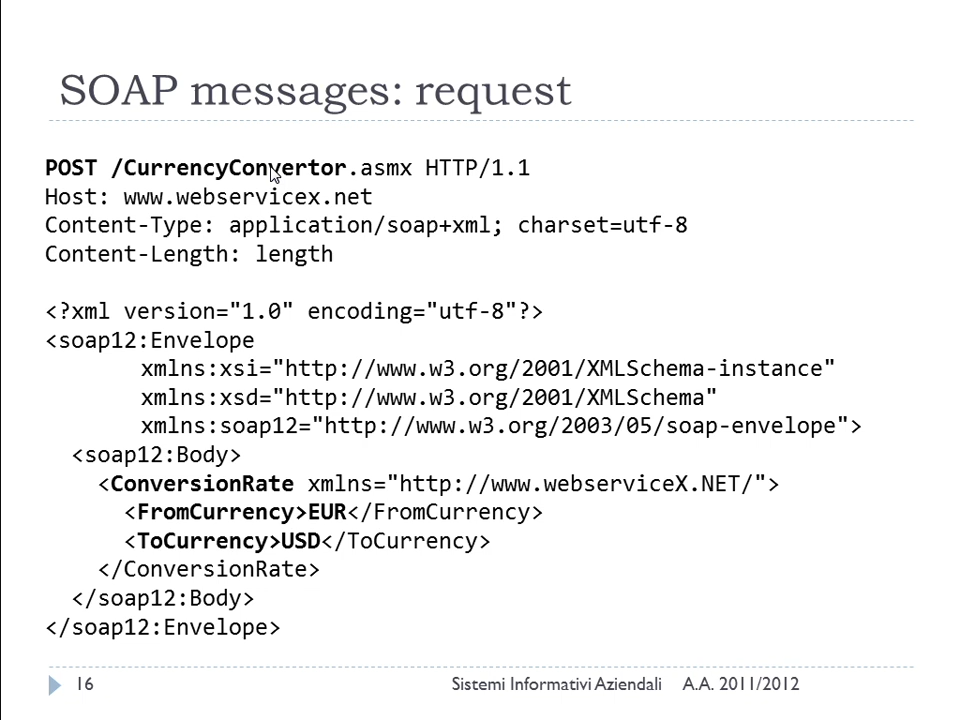 SOAP messages: request
POST /CurrencyConvertor.asmx HTTP/1.1
Host: www.webservicex.net
Content-Type: application/soap+xml; charset=utf-8
Content-Length: length
<?xml version="1.0" encoding="utf-8"?>
<soap12:Envelope
xmlns:xsi="http://www.w3.org/2001/XMLSchema-instance"
xmlns:xsd="http://www.w3.org/2001/XMLSchema"
xmlns:soap12="http://www.w3.org/2003/05/soap-envelope">
<soap12:Body>
<ConversionRate xmlns="http://www.webserviceX.NET/">
<FromCurrency>EUR</FromCurrency>
<ToCurrency>USD</ToCurrency>
</ConversionRate>
</soap12:Body>
</soap12:Envelope>
16 Sistemi Informativi Aziendali A.A. 2011/2012